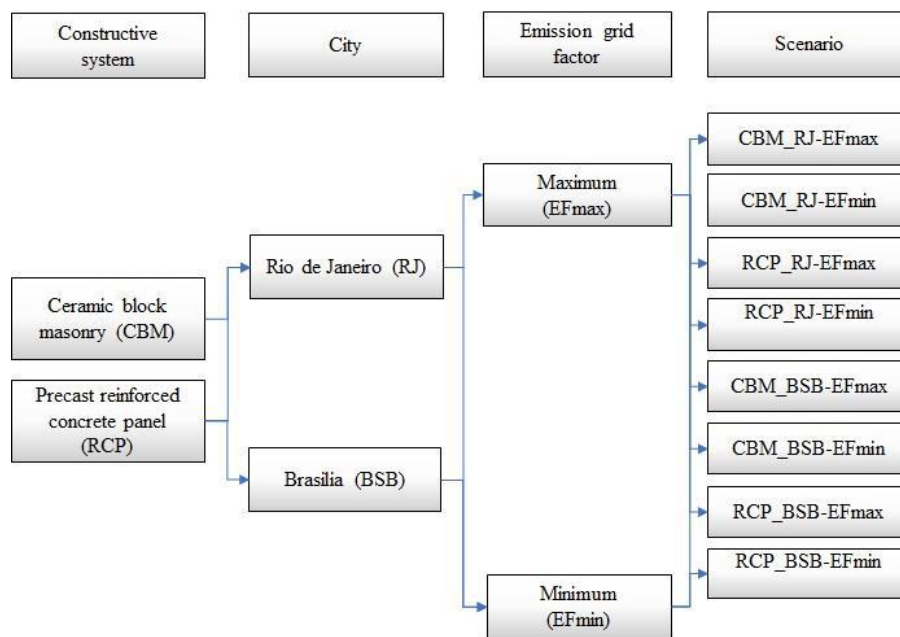 Constructive
system
City
Emission grid
factor
Scenario
Ceramic block
masonry (CBM)
Precast reinforced
concrete panel
(RCP)
Rio de Janeiro (RJ)
Brasília (BSB)
Maximum
(EFmax)
Minimum
(EFmin)
CBM_RJ-EFmax
CBM_RJ-EFmin
RCP_RJ-EFmax
RCP_RJ-EFmin
CBM_BSB-EFmax
CBM_BSB-EFmin
RCP_BSB-EFmax
RCP_BSB-EFmin